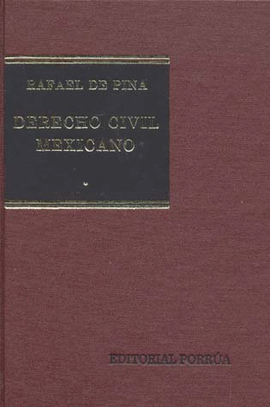 RAFAEL DE PINA
DERECHO CIVIL
MEXICANO
EDITORIAL PORRÚA